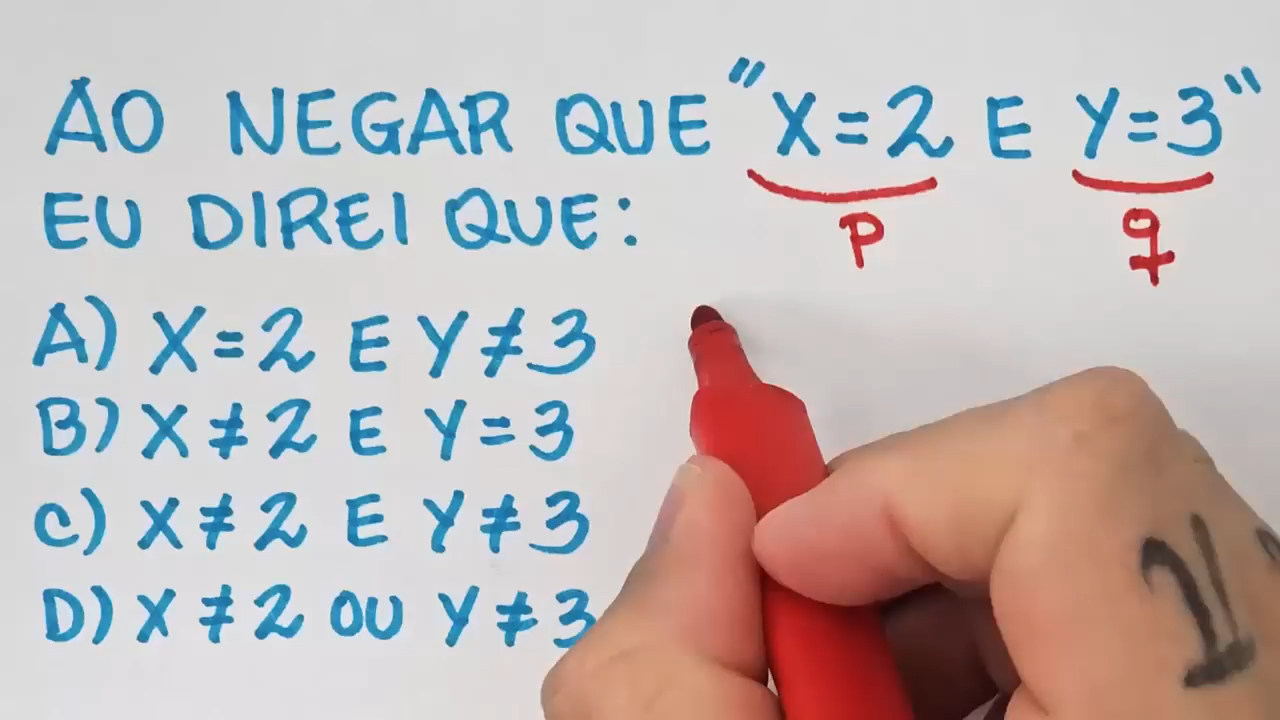 AO NEGAR QUE "X=2 E Y=3"
p q
EU DIREI QUE:
A) X=2 E Y≠3
B) X≠2 E Y=3
C) X≠2 E Y≠3
D) X≠2 OU Y≠3